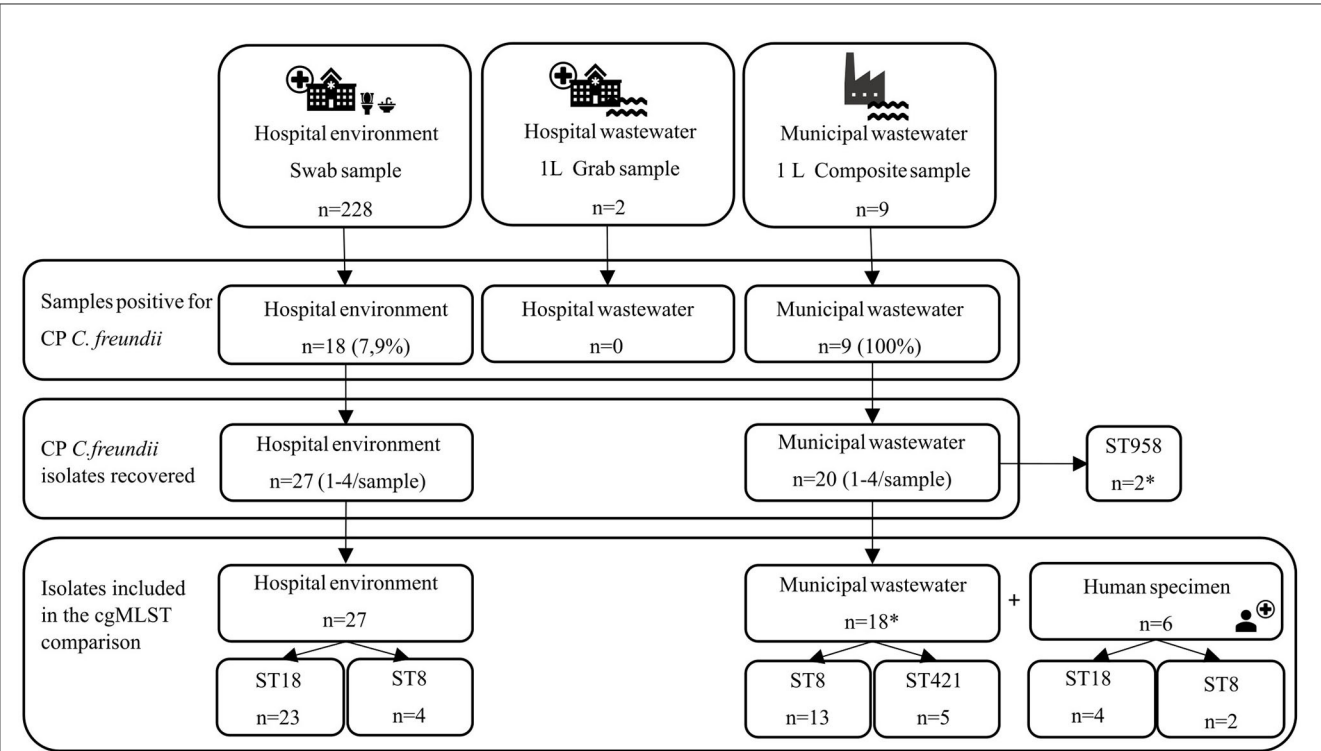 Hospital environment
Swab sample
n=228
Hospital wastewater
1L Grab sample
n=2
Municipal wastewater
1 L Composite sample
n=9
Samples positive for
CP C. freundii
Hospital environment
n=18 (7,9%)
Hospital wastewater
n=0
Municipal wastewater
n=9 (100%)
CP C.freundii
isolates recovered
Hospital environment
n=27 (1-4/sample)
Municipal wastewater
n=20 (1-4/sample)
ST958
n=2*
Isolates included
in the cgMLST
comparison
Hospital environment
n=27
Municipal wastewater
n=18*
+
Human specimen
n=6
ST18
n=23
ST8
n=4
ST8
n=13
ST421
n=5
ST18
n=4
ST8
n=2